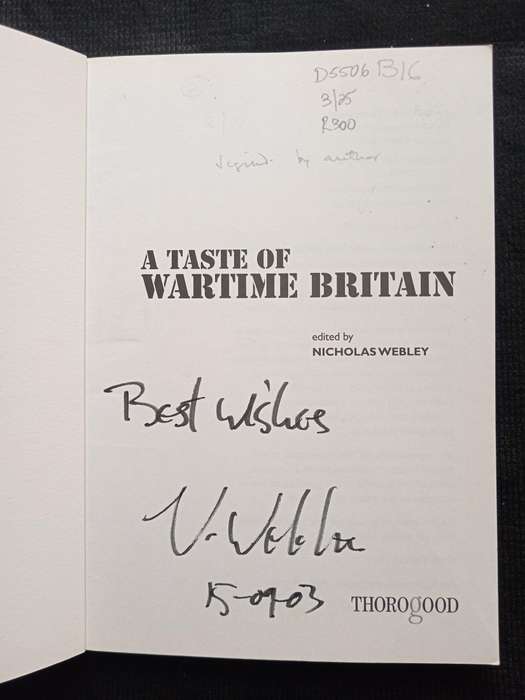 D5506 B/C
3/25
R300
signed by author
A TASTE OF
WARTIME BRITAIN
edited by
NICHOLAS WEBLEY
Best Wishes
N. Webley
15-09-03
THOROGOOD